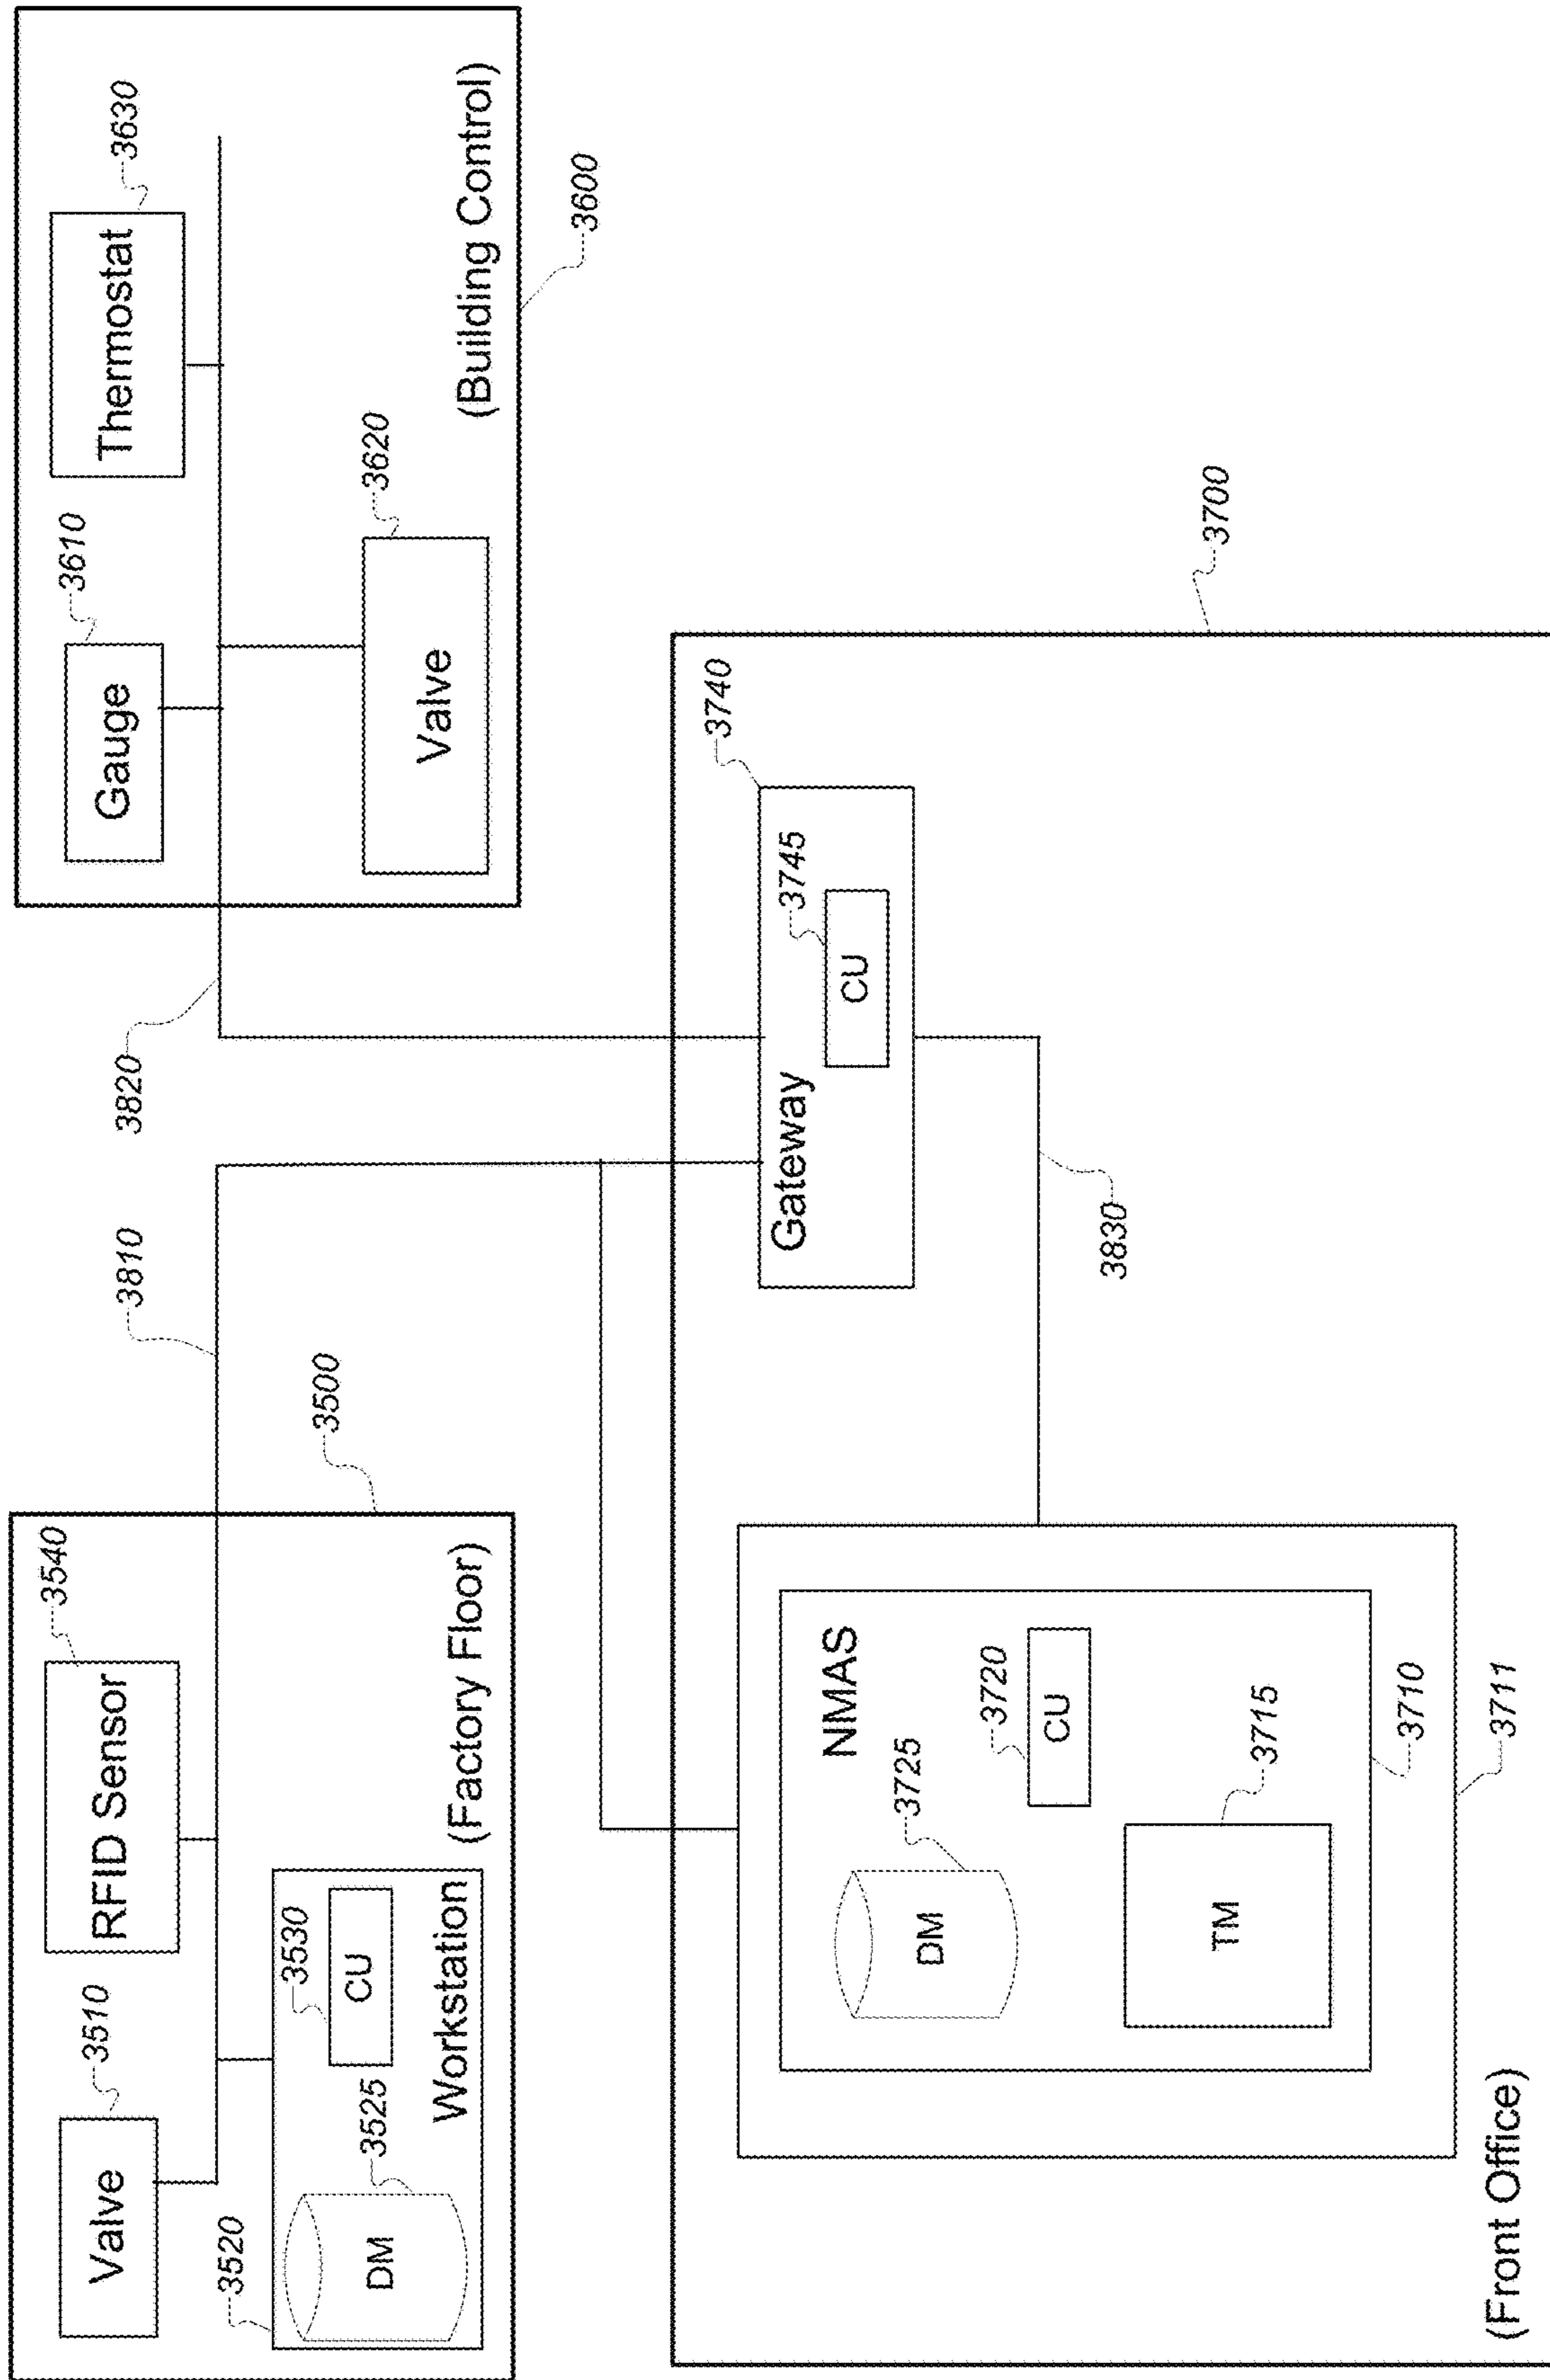 Valve
3510
RFID Sensor
3540
3520
DM
3525
CU
3530
Workstation
(Factory Floor)
3500
3810
3820
Gauge
3610
Thermostat
3630
Valve
3620
(Building Control)
3600
Gateway
CU
3745
3740
3700
3830
NMAS
DM
3725
CU
3720
TM
3715
3710
3711
(Front Office)